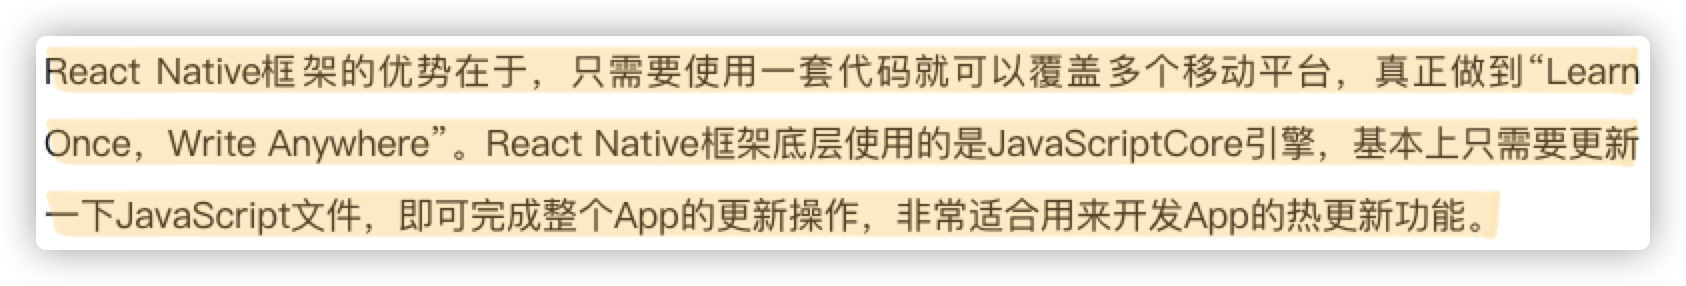 React Native框架的优势在于，只需要使用一套代码就可以覆盖多个移动平台，真正做到“Learn
Once，Write Anywhere”。React Native框架底层使用的是JavaScriptCore引擎，基本上只需要更新
一下JavaScript文件，即可完成整个App的更新操作，非常适合用来开发App的热更新功能。